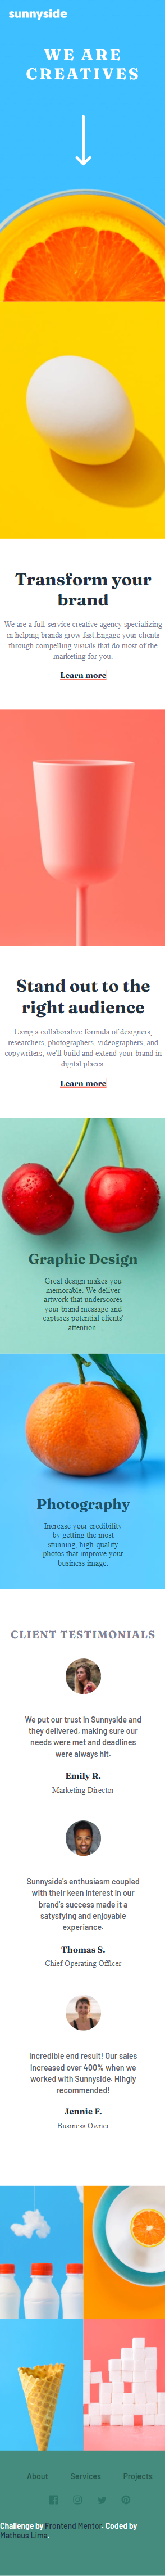 sunnyside
WE ARE
CREATIVES
Transform your
brand
We are a full-service creative agency specializing
in helping brands grow fast.Engage your clients
through compelling visuals that do most of the
marketing for you.
Learn more
Stand out to the
right audience
Using a collaborative formula of designers,
researchers, photographers, videographers, and
copywriters, we'll build and extend your brand in
digital places.
Learn more
Graphic Design
Great design makes you
memorable. We deliver
artwork that underscores
your brand message and
captures potential clients'
attention.
Photography
Increase your credibility
by getting the most
stunning, high-quality
photos that improve your
business image.
CLIENT TESTIMONIALS
We put our trust in Sunnyside and
they delivered, making sure our
needs were met and deadlines
were always hit.
Emily R.
Marketing Director
Sunnyside's enthusiasm coupled
with their keen interest in our
brand's success made it a
satysfying and enjoyable
experiance.
Thomas S.
Chief Operating Officer
Incredible end result! Our sales
increased over 400% when we
worked with Sunnyside. Hihgly
recommended!
Jennie F.
Business Owner
About Services Projects
Challenge by Frontend Mentor. Coded by
Matheus Lima.